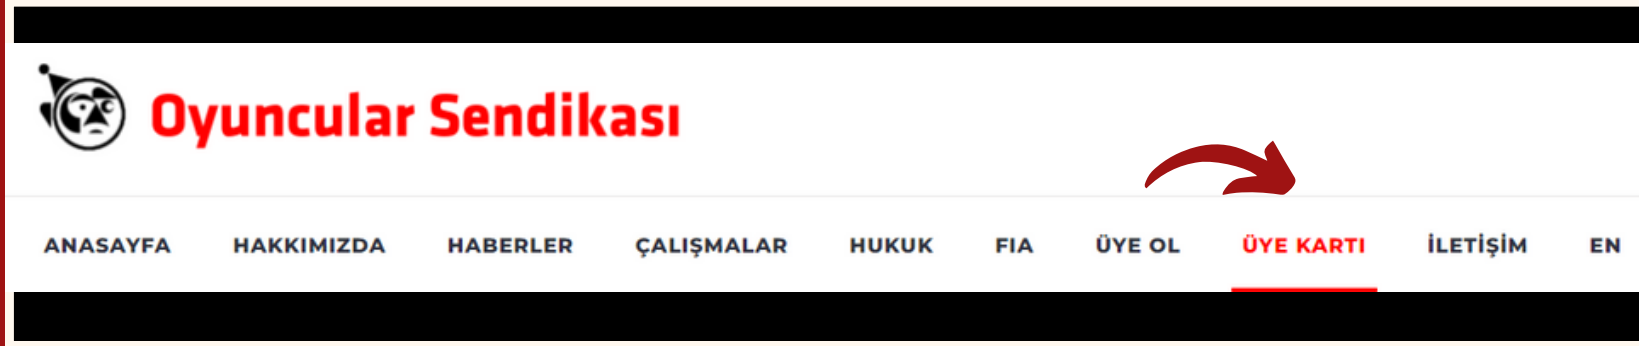 Oyuncular Sendikası
ANASAYFA HAKKIMIZDA HABERLER ÇALIŞMALAR HUKUK FIA ÜYE OL ÜYE KARTI İLETİŞİM EN